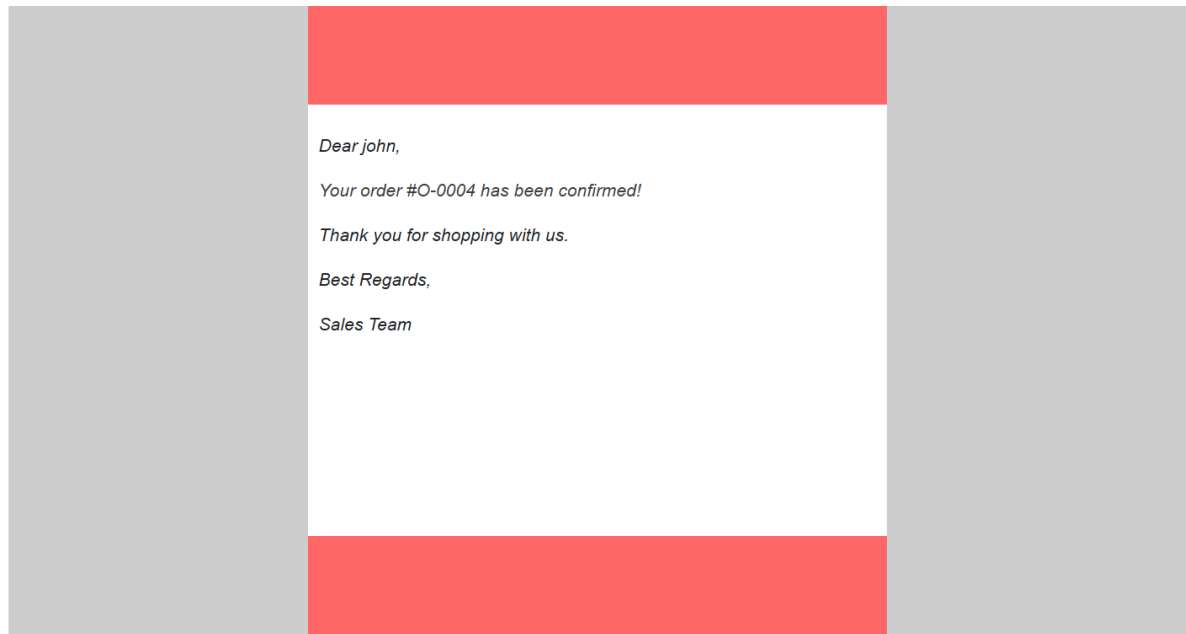 Dear john,
Your order #O-0004 has been confirmed!
Thank you for shopping with us.
Best Regards,
Sales Team